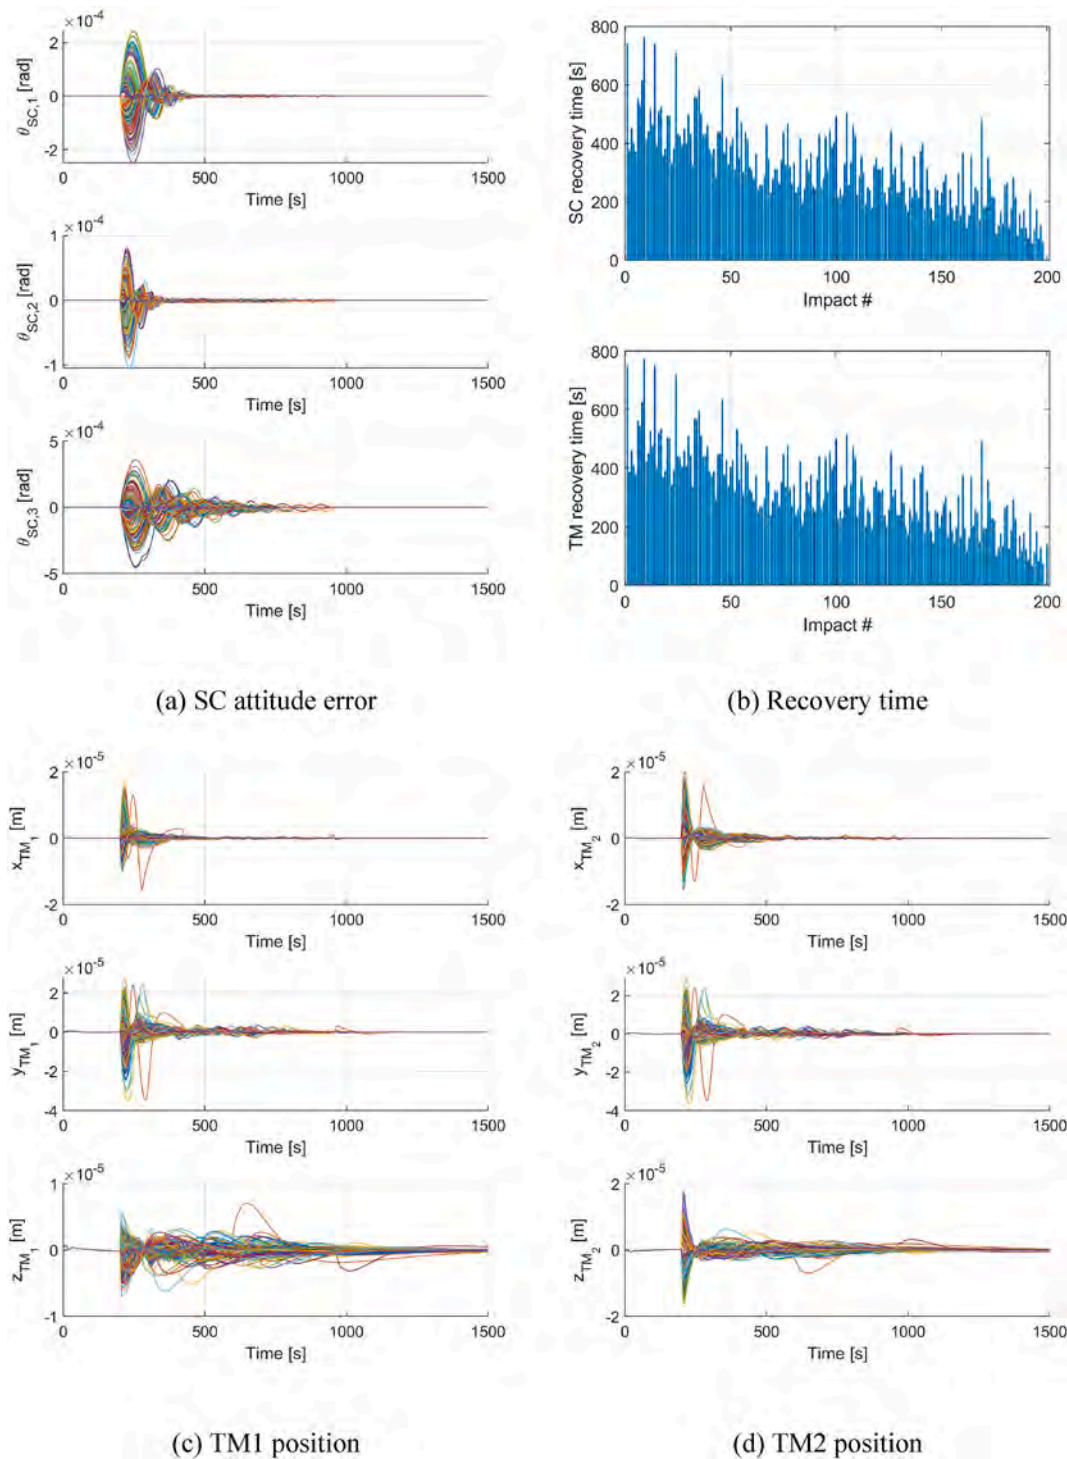 ×10⁻⁴
2
0
-2
θSC,1 [rad]
0 500 1000 1500
Time [s]
×10⁻⁴
1
0
-1
θSC,2 [rad]
0 500 1000 1500
Time [s]
×10⁻⁴
5
0
-5
θSC,3 [rad]
0 500 1000 1500
Time [s]
(a) SC attitude error
800
600
400
200
0
SC recovery time [s]
0 50 100 150 200
Impact #
800
600
400
200
0
TM recovery time [s]
0 50 100 150 200
Impact #
(b) Recovery time
×10⁻⁵
2
0
-2
xTM1 [m]
0 500 1000 1500
Time [s]
×10⁻⁵
2
0
-2
-4
yTM1 [m]
0 500 1000 1500
Time [s]
×10⁻⁵
1
0
-1
zTM1 [m]
0 500 1000 1500
Time [s]
(c) TM1 position
×10⁻⁵
2
0
-2
xTM2 [m]
0 500 1000 1500
Time [s]
×10⁻⁵
2
0
-2
-4
yTM2 [m]
0 500 1000 1500
Time [s]
×10⁻⁵
2
0
-2
zTM2 [m]
0 500 1000 1500
Time [s]
(d) TM2 position